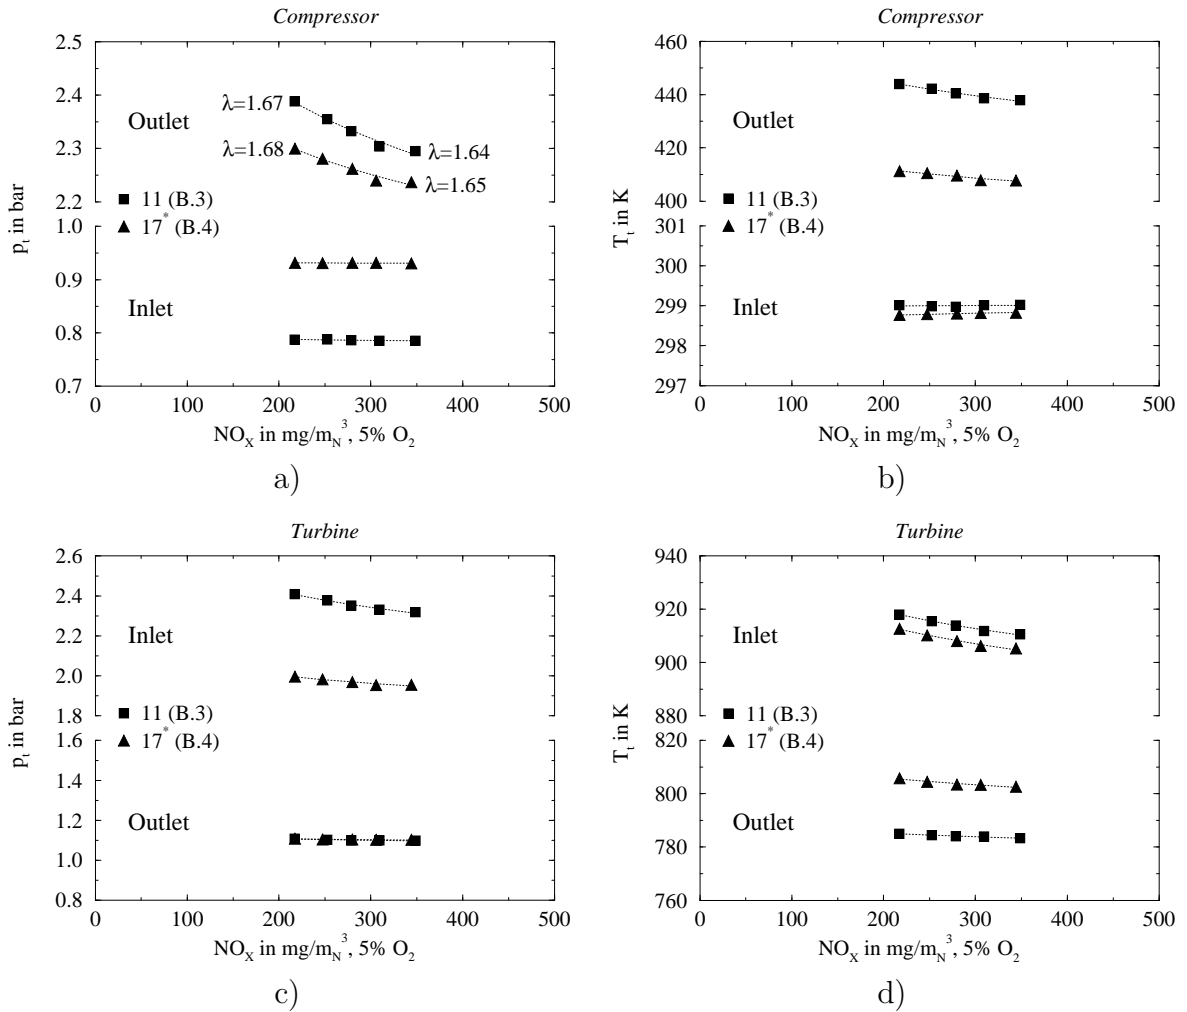 Compressor
2.5
2.4
2.3
2.2
1.0
0.9
0.8
0.7
p_t in bar
Outlet
λ=1.67
λ=1.68
λ=1.64
λ=1.65
11 (B.3)
17* (B.4)
Inlet
0 100 200 300 400 500
NO_X in mg/m_N^3, 5% O_2
a)
Compressor
460
440
420
400
301
300
299
298
297
T_t in K
Outlet
11 (B.3)
17* (B.4)
Inlet
0 100 200 300 400 500
NO_X in mg/m_N^3, 5% O_2
b)
Turbine
2.6
2.4
2.2
2.0
1.8
1.6
1.4
1.2
1.0
0.8
p_t in bar
Inlet
11 (B.3)
17* (B.4)
Outlet
0 100 200 300 400 500
NO_X in mg/m_N^3, 5% O_2
c)
Turbine
940
920
900
880
820
800
780
760
T_t in K
Inlet
11 (B.3)
17* (B.4)
Outlet
0 100 200 300 400 500
NO_X in mg/m_N^3, 5% O_2
d)